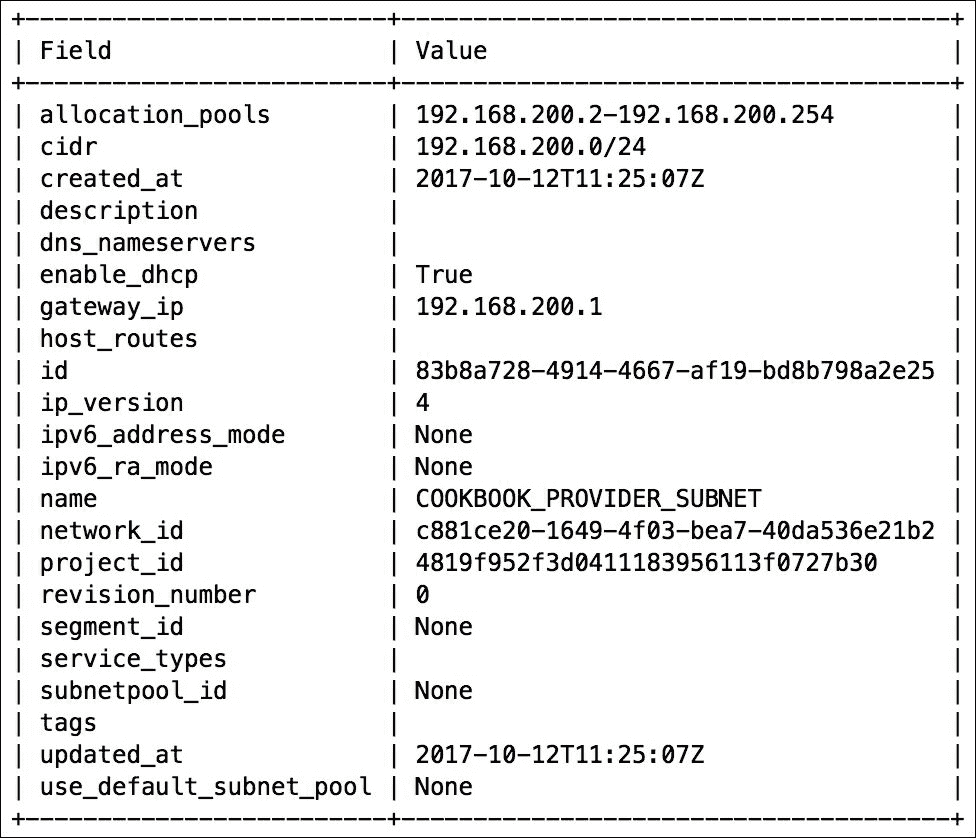 +-------------------------+--------------------------------------+
| Field                   | Value                                |
+-------------------------+--------------------------------------+
| allocation_pools        | 192.168.200.2-192.168.200.254        |
| cidr                    | 192.168.200.0/24                     |
| created_at              | 2017-10-12T11:25:07Z                 |
| description             |                                      |
| dns_nameservers         |                                      |
| enable_dhcp             | True                                 |
| gateway_ip              | 192.168.200.1                        |
| host_routes             |                                      |
| id                      | 83b8a728-4914-4667-af19-bd8b798a2e25 |
| ip_version              | 4                                    |
| ipv6_address_mode       | None                                 |
| ipv6_ra_mode            | None                                 |
| name                    | COOKBOOK_PROVIDER_SUBNET             |
| network_id              | c881ce20-1649-4f03-bea7-40da536e21b2 |
| project_id              | 4819f952f3d0411183956113f0727b30     |
| revision_number         | 0                                    |
| segment_id              | None                                 |
| service_types           |                                      |
| subnetpool_id           | None                                 |
| tags                    |                                      |
| updated_at              | 2017-10-12T11:25:07Z                 |
| use_default_subnet_pool | None                                 |
+-------------------------+--------------------------------------+